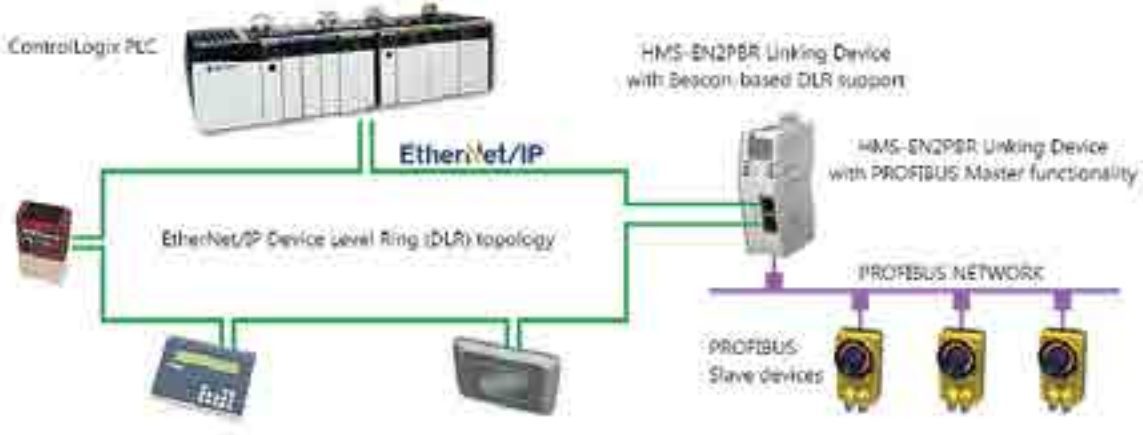 ControlLogix PLC
HMS-EN2PBR Linking Device
with Beacon-based DLR support
EtherNet/IP
HMS-EN2PBR Linking Device
with PROFIBUS Master functionality
EtherNet/IP Device Level Ring (DLR) topology
PROFIBUS NETWORK
PROFIBUS
Slave devices